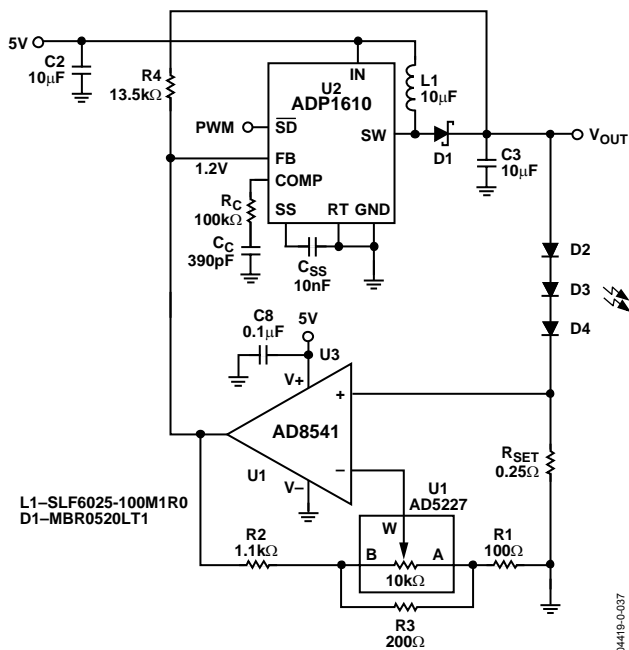 5V
C2
10µF
R4
13.5kΩ
IN
U2
ADP1610
L1
10µF
PWM
SD
SW
VOUT
D1
1.2V
FB
C3
10µF
COMP
RC
100kΩ
SS
RT
GND
CC
390pF
CSS
10nF
D2
D3
D4
C8
0.1µF
5V
U3
V+
+
AD8541
–
RSET
0.25Ω
U1
V–
U1
AD5227
L1–SLF6025-100M1R0
D1–MBR0520LT1
W
R2
1.1kΩ
B
A
R1
100Ω
10kΩ
R3
200Ω
04419-0-037